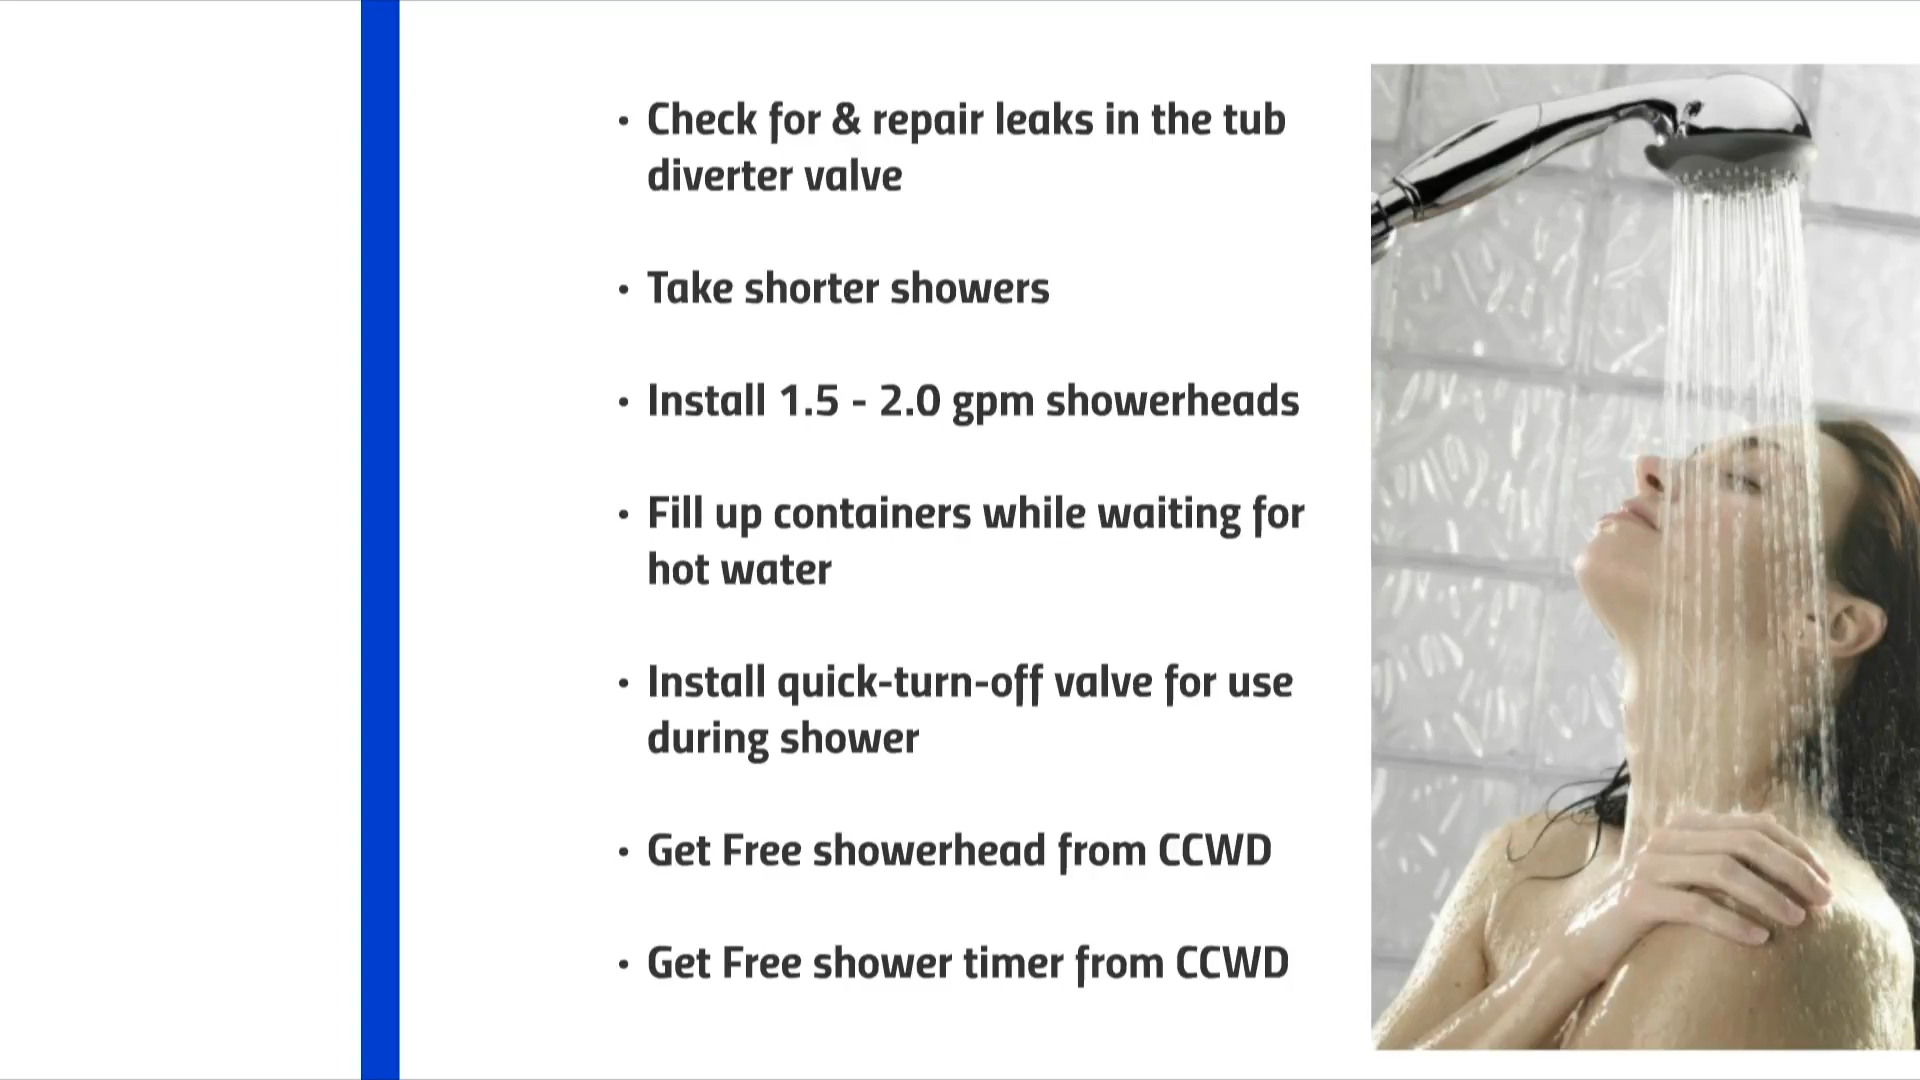 • Check for & repair leaks in the tub
diverter valve
• Take shorter showers
• Install 1.5 - 2.0 gpm showerheads
• Fill up containers while waiting for
hot water
• Install quick-turn-off valve for use
during shower
• Get Free showerhead from CCWD
• Get Free shower timer from CCWD